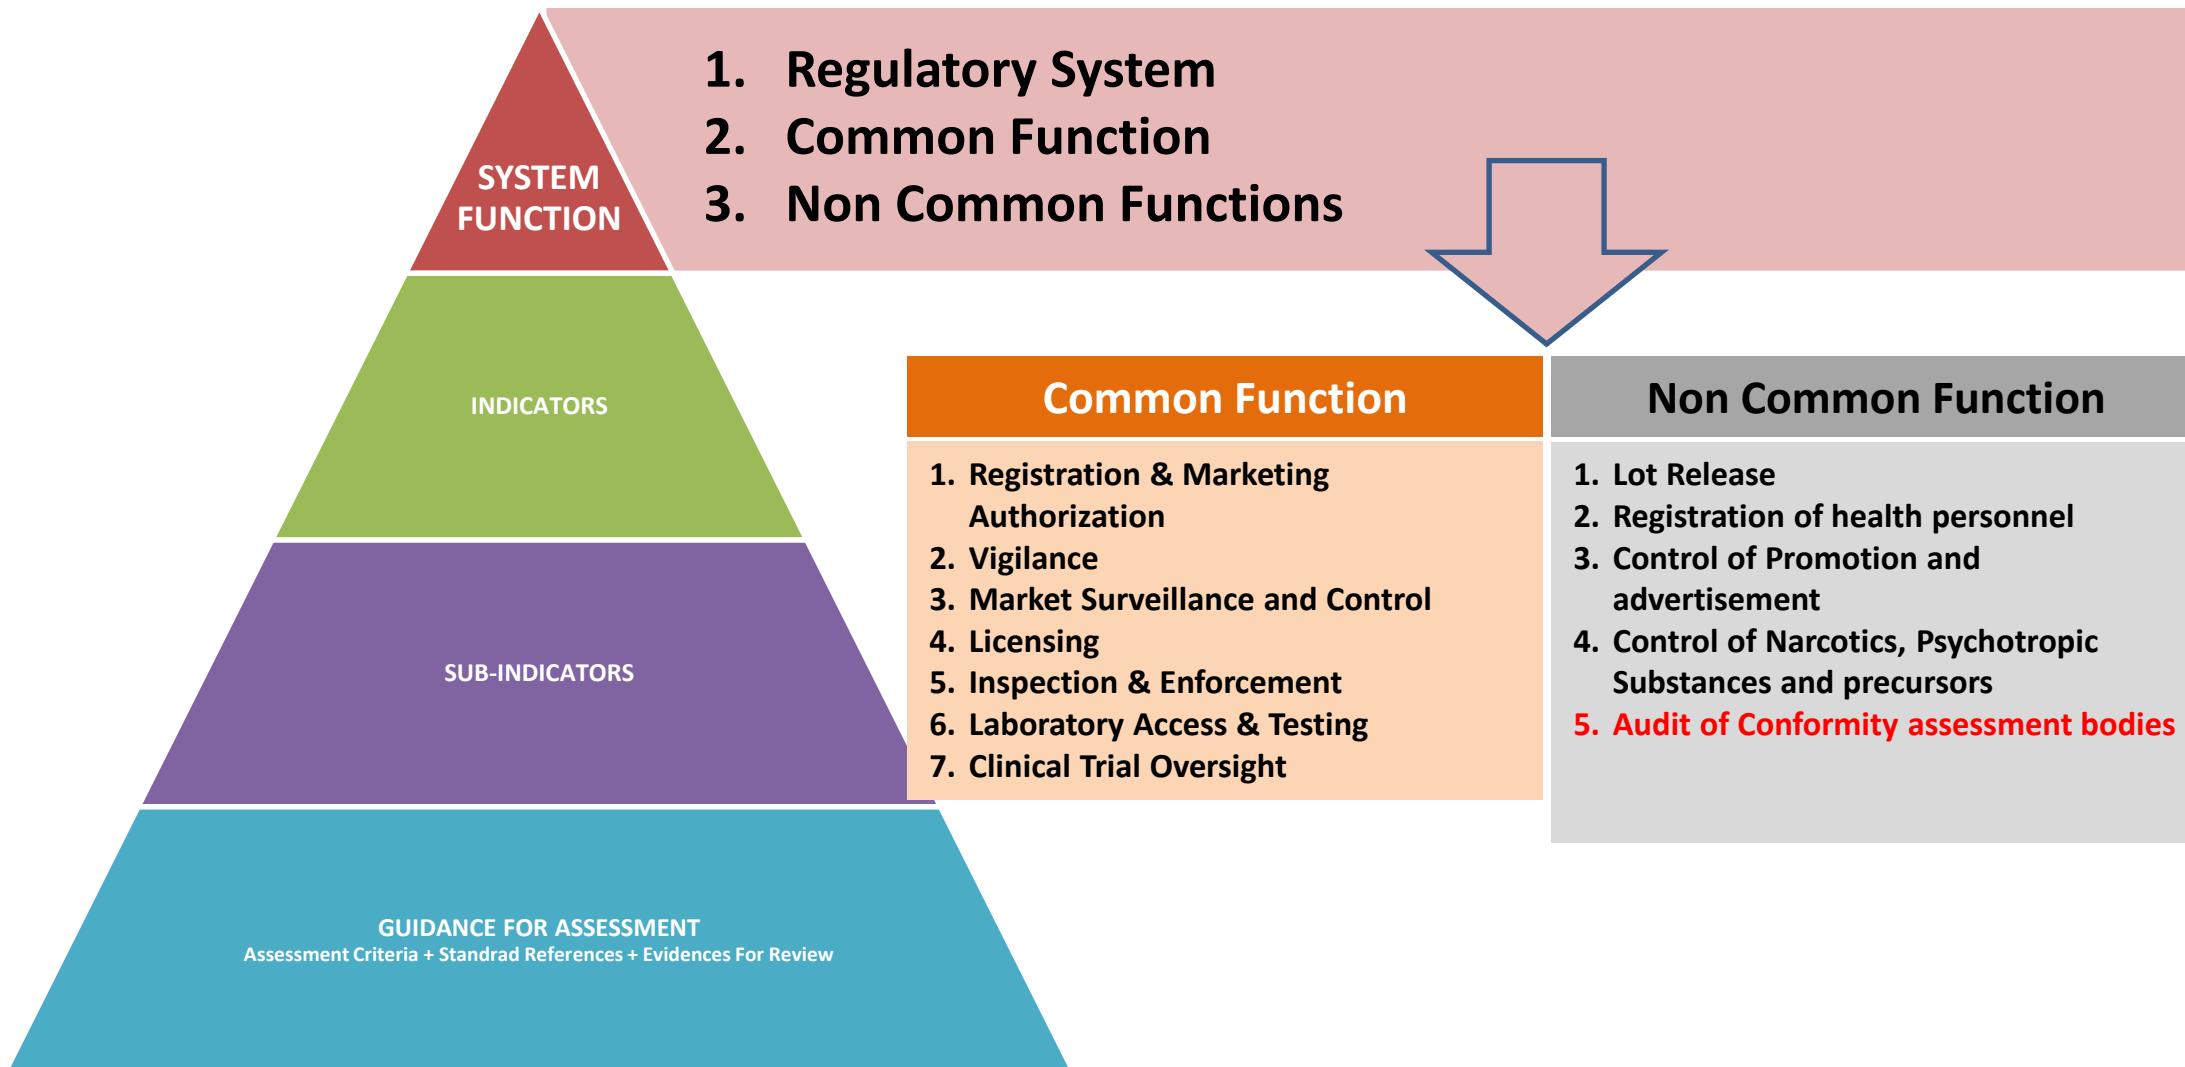 SYSTEM
FUNCTION
1. Regulatory System
2. Common Function
3. Non Common Functions
INDICATORS
SUB-INDICATORS
GUIDANCE FOR ASSESSMENT
Assessment Criteria + Standrad References + Evidences For Review
Common Function
1. Registration & Marketing
Authorization
2. Vigilance
3. Market Surveillance and Control
4. Licensing
5. Inspection & Enforcement
6. Laboratory Access & Testing
7. Clinical Trial Oversight
Non Common Function
1. Lot Release
2. Registration of health personnel
3. Control of Promotion and
advertisement
4. Control of Narcotics, Psychotropic
Substances and precursors
5. Audit of Conformity assessment bodies